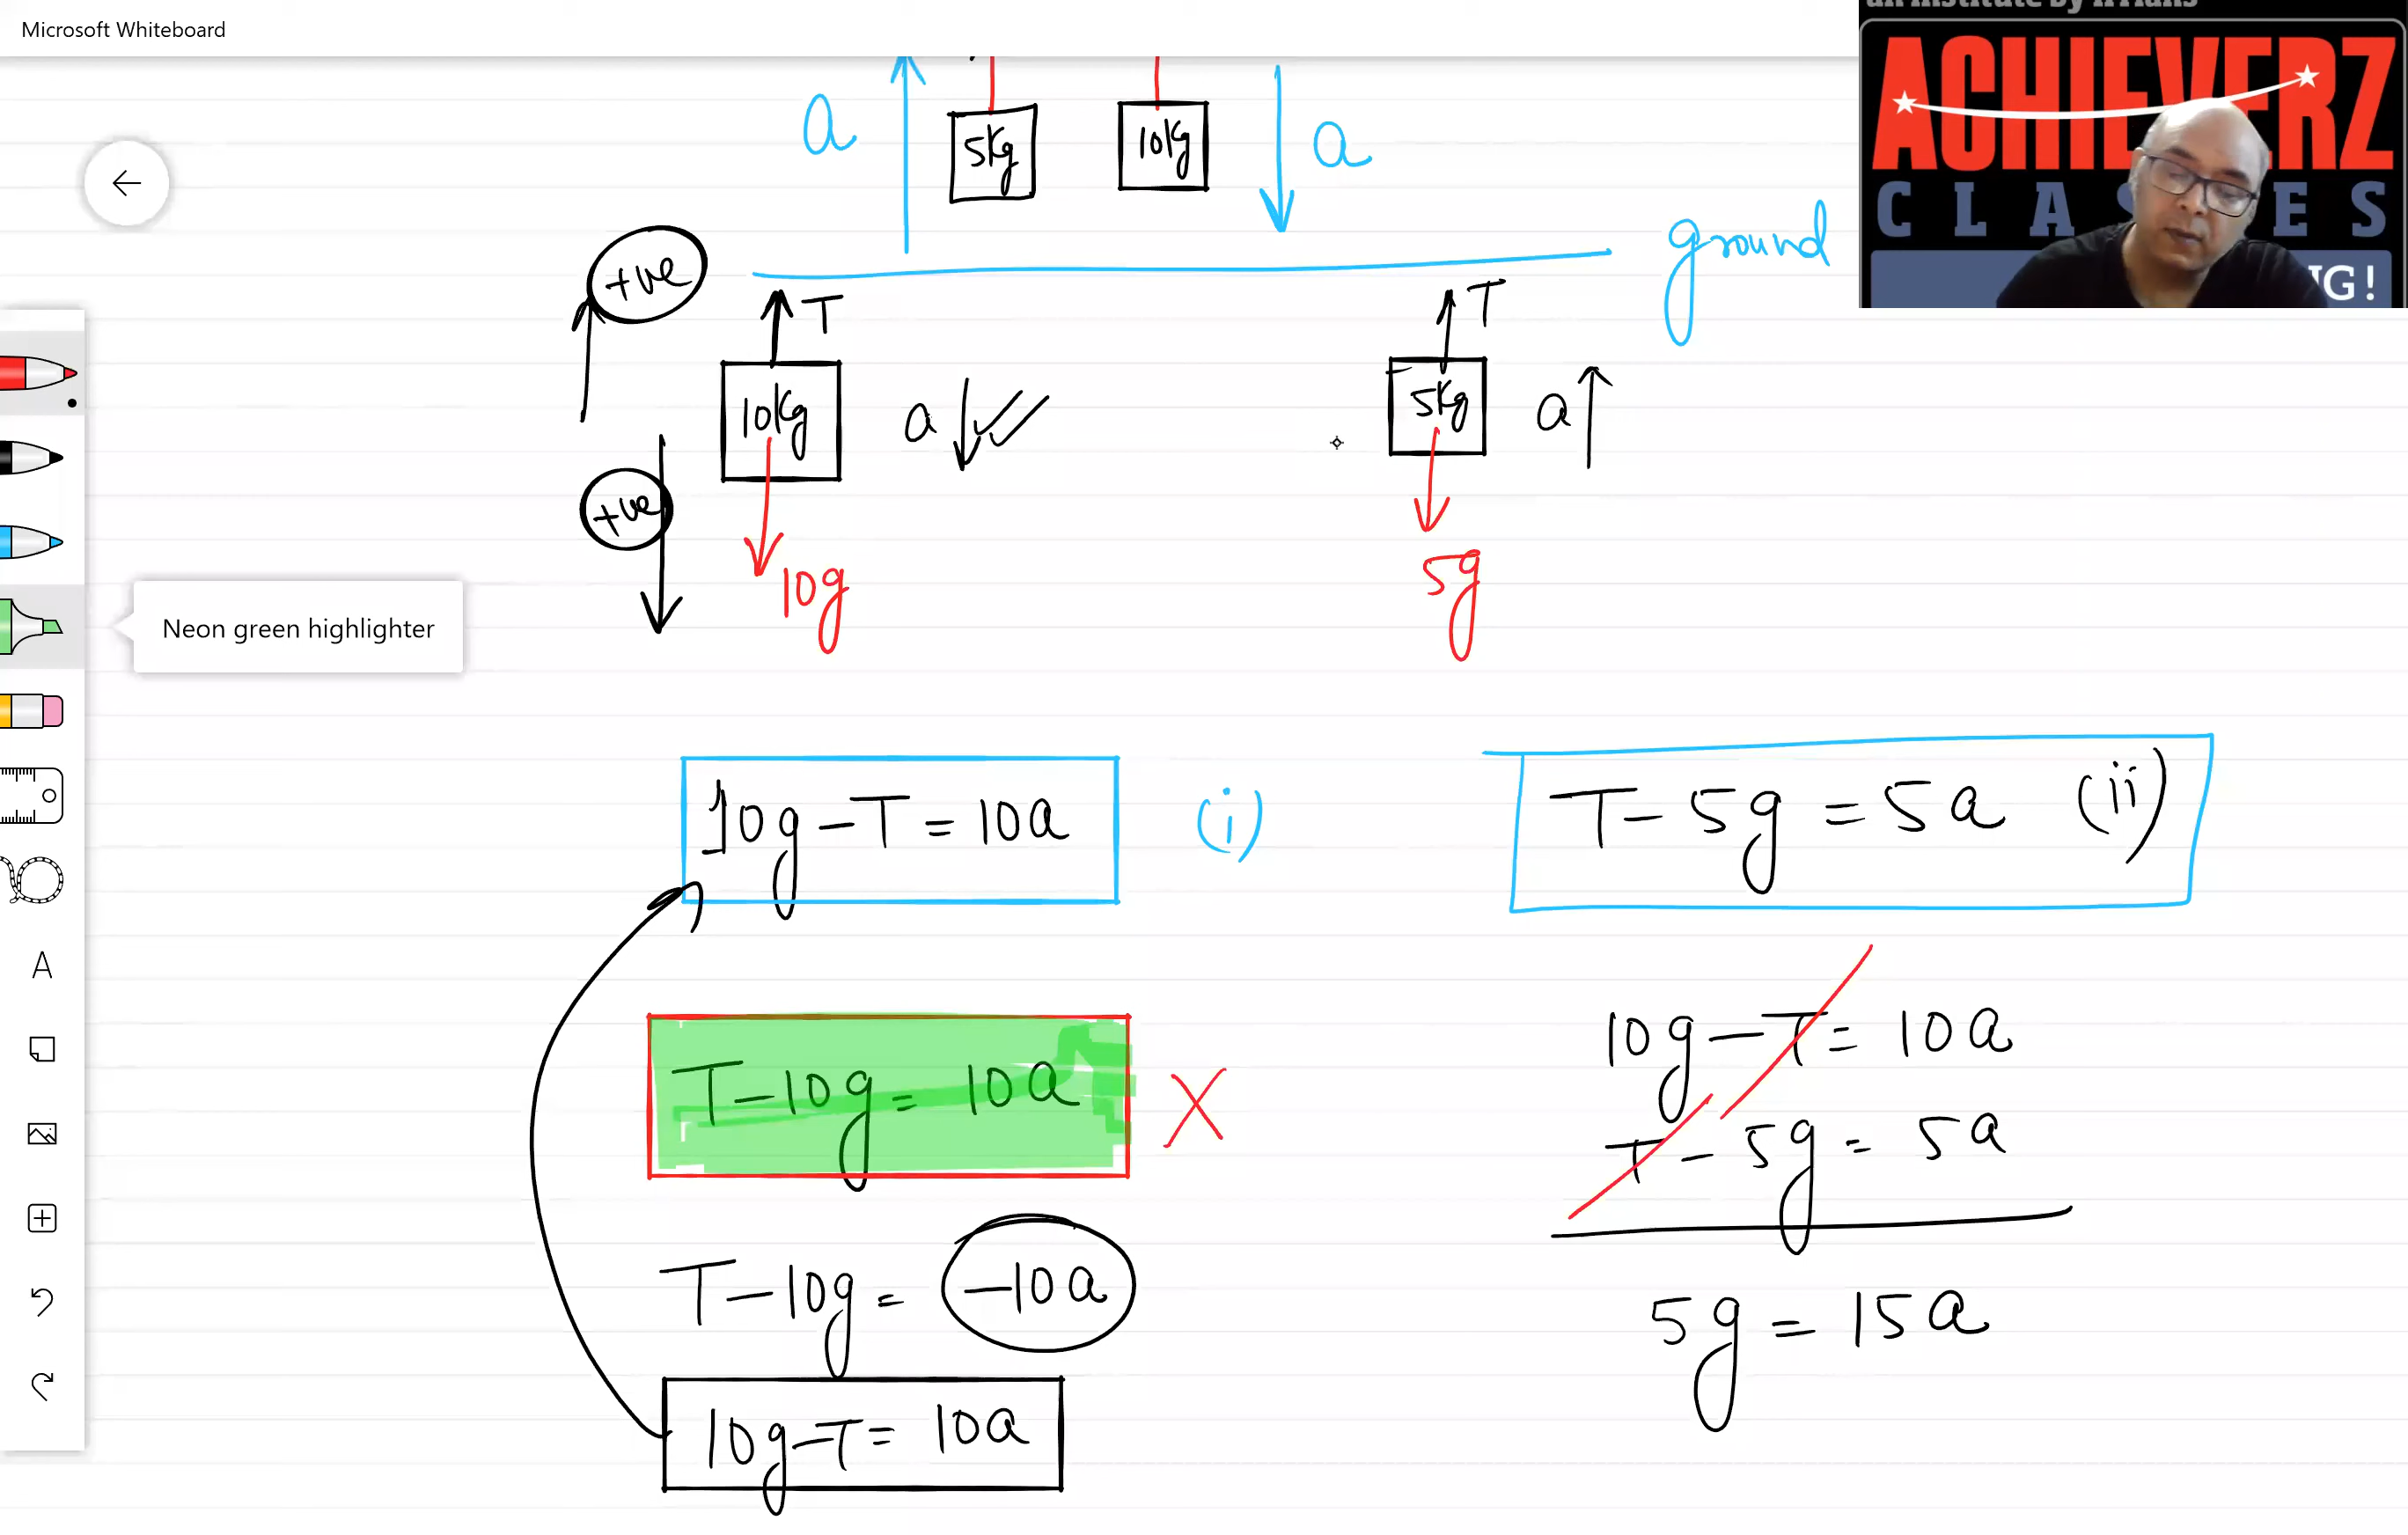 Microsoft Whiteboard
ACHIEVERZ
a
5Kg
10Kg
a
ground
+ve
T
10Kg
a
+ve
10g
T
5Kg
a
5g
Neon green highlighter
10g - T = 10a (i)
T - 5g = 5a (ii)
T - 10g = 10a X
T - 10g = -10a
10g - T = 10a
10g - T = 10a
T - 5g = 5a
5g = 15a
A
G!